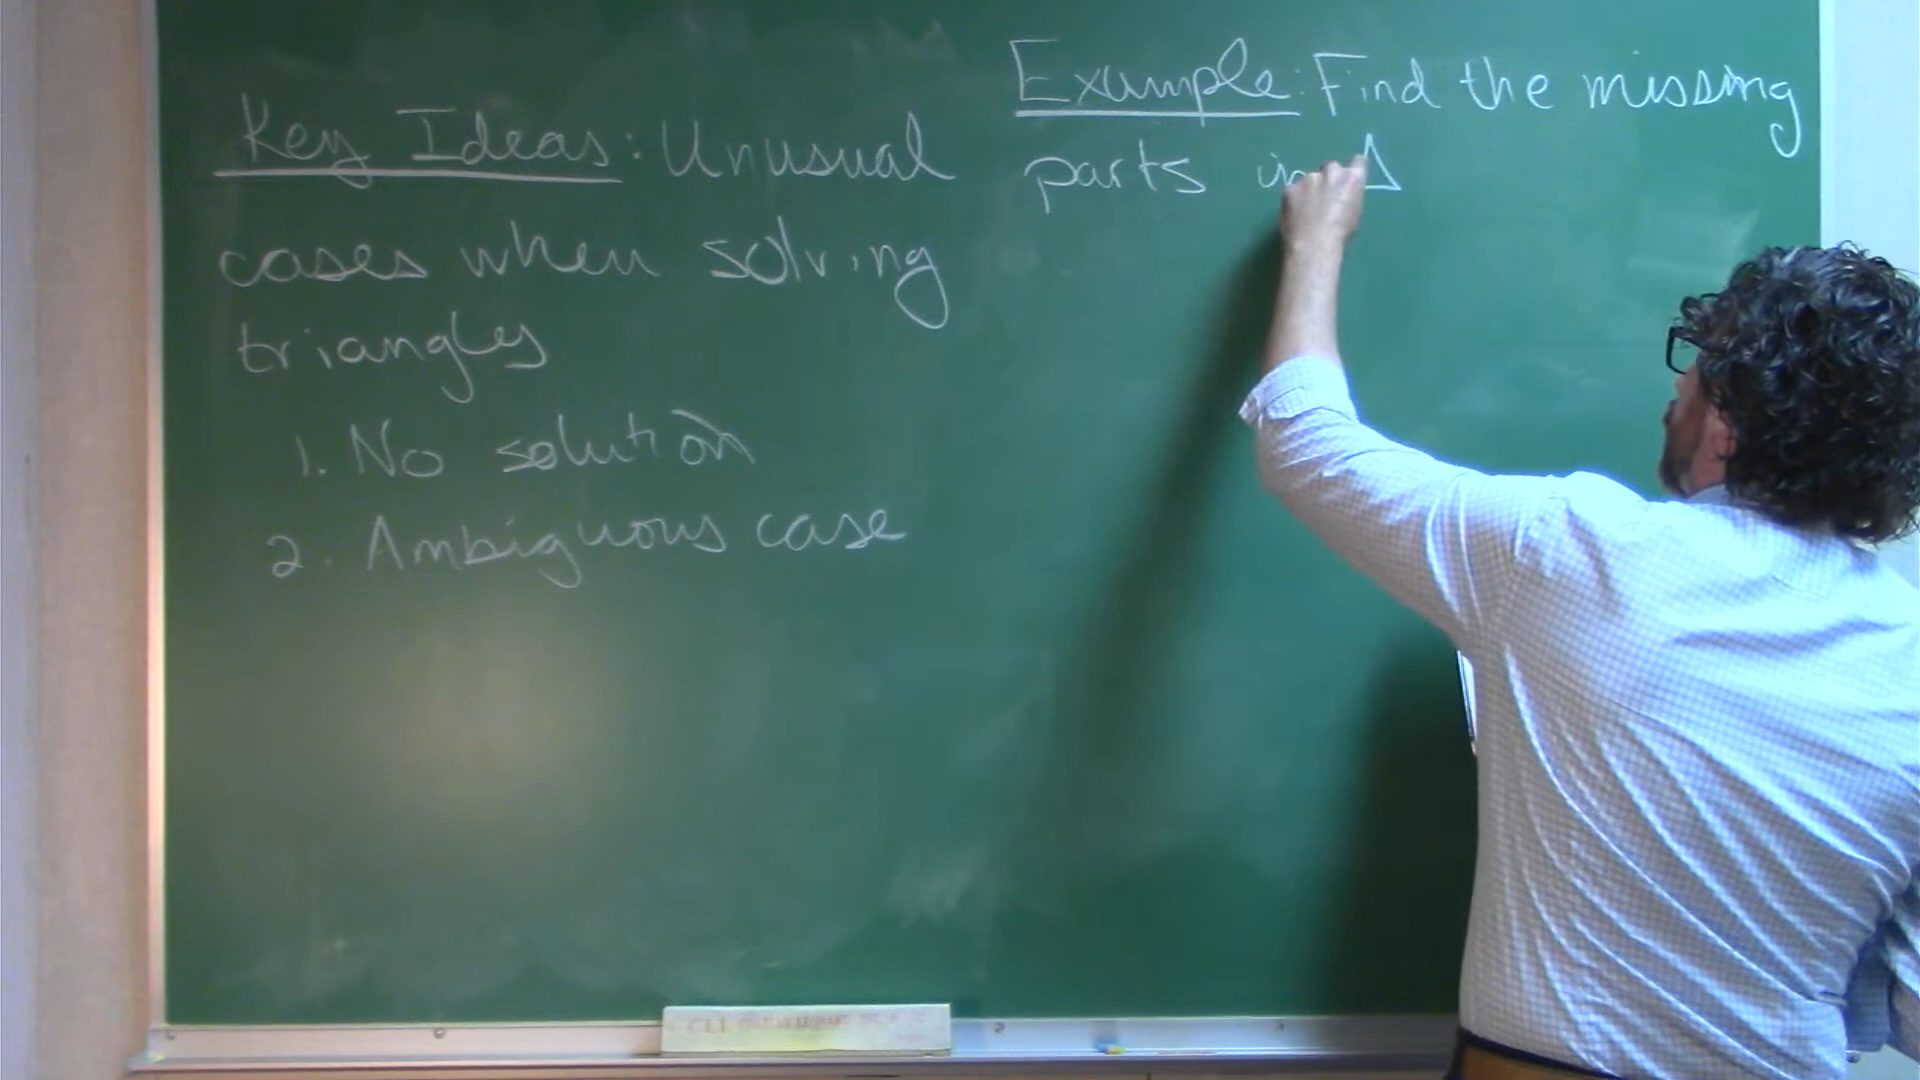 Key Ideas: Unusual
cases when solving
triangles
1. No solution
2. Ambiguous case
Example: Find the missing
parts in Δ